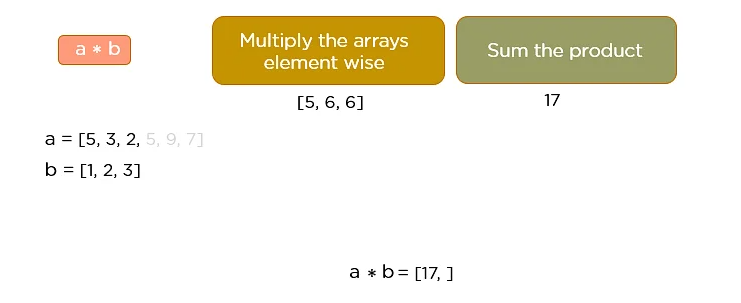 a * b
Multiply the arrays
element wise
Sum the product
[5, 6, 6]
17
a = [5, 3, 2, 5, 9, 7]
b = [1, 2, 3]
a * b = [17, ]